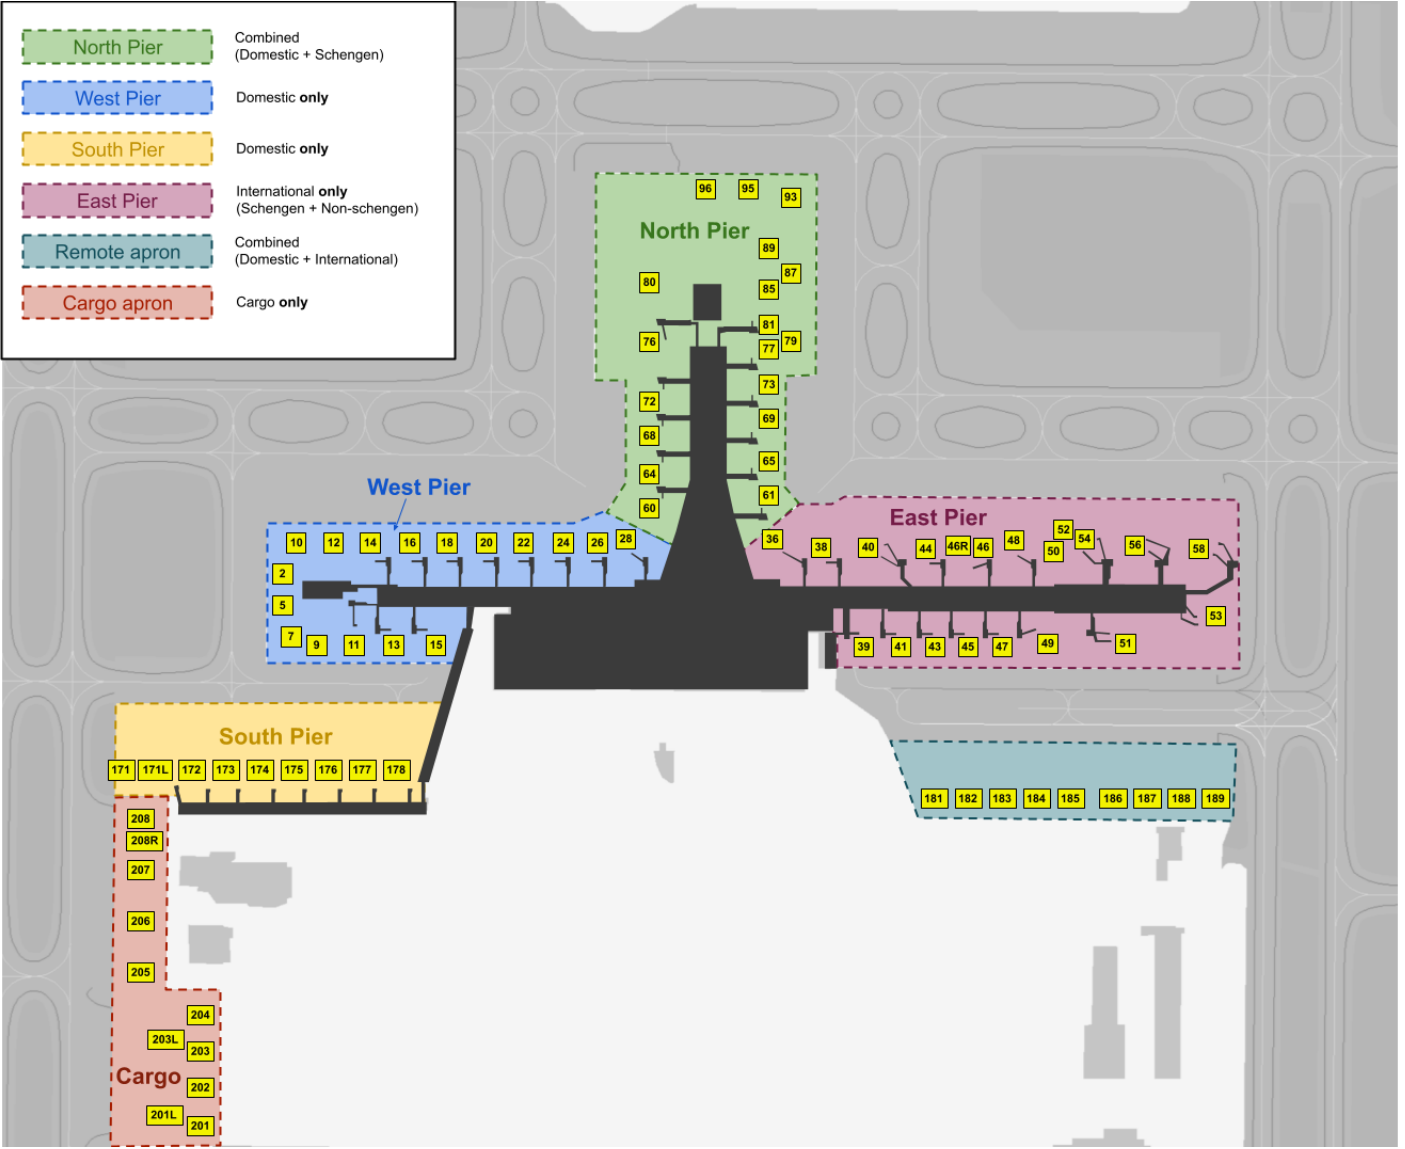 North Pier
Combined
(Domestic + Schengen)
West Pier
Domestic only
South Pier
Domestic only
East Pier
International only
(Schengen + Non-schengen)
Remote apron
Combined
(Domestic + International)
Cargo apron
Cargo only
96 95 93
North Pier
89
87
80
85
81
79
76
77
73
72
69
68
65
64
61
60
West Pier
East Pier
10 12 14 16 18 20 22 24 26 28
36 38 40 44 46R 46 48 50 52 54 56 58
2
5
7 9 11 13 15
53
39 41 43 45 47 49 51
South Pier
171 171L 172 173 174 175 176 177 178
181 182 183 184 185 186 187 188 189
208
208R
207
206
205
204
203L
203
Cargo
202
201L
201